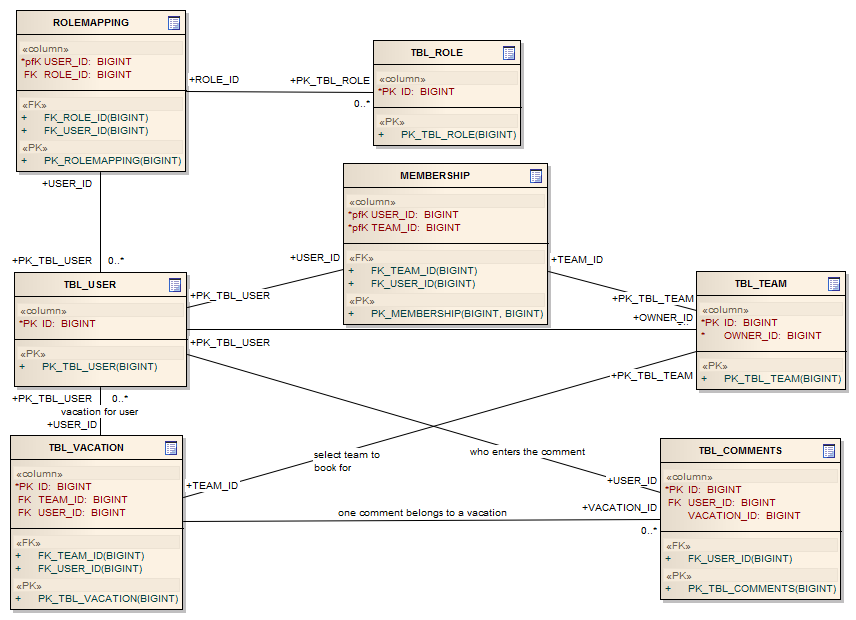 ROLEMAPPING
«column»
*pfK USER_ID: BIGINT
FK ROLE_ID: BIGINT
«FK»
+ FK_ROLE_ID(BIGINT)
+ FK_USER_ID(BIGINT)
«PK»
+ PK_ROLEMAPPING(BIGINT)
+ROLE_ID
+PK_TBL_ROLE
0..*
TBL_ROLE
«column»
*PK ID: BIGINT
«PK»
+ PK_TBL_ROLE(BIGINT)
+USER_ID
+PK_TBL_USER
0..*
MEMBERSHIP
«column»
*pfK USER_ID: BIGINT
*pfK TEAM_ID: BIGINT
«FK»
+ FK_TEAM_ID(BIGINT)
+ FK_USER_ID(BIGINT)
«PK»
+ PK_MEMBERSHIP(BIGINT, BIGINT)
+USER_ID
+PK_TBL_USER
+TEAM_ID
+PK_TBL_TEAM
+OWNER_ID
TBL_USER
«column»
*PK ID: BIGINT
«PK»
+ PK_TBL_USER(BIGINT)
+PK_TBL_USER
TBL_TEAM
«column»
*PK ID: BIGINT
* OWNER_ID: BIGINT
«PK»
+ PK_TBL_TEAM(BIGINT)
+PK_TBL_TEAM
+PK_TBL_USER
0..*
vacation for user
+USER_ID
TBL_VACATION
«column»
*PK ID: BIGINT
FK TEAM_ID: BIGINT
FK USER_ID: BIGINT
«FK»
+ FK_TEAM_ID(BIGINT)
+ FK_USER_ID(BIGINT)
«PK»
+ PK_TBL_VACATION(BIGINT)
+TEAM_ID
select team to
book for
who enters the comment
+USER_ID
one comment belongs to a vacation
+VACATION_ID
0..*
TBL_COMMENTS
«column»
*PK ID: BIGINT
FK USER_ID: BIGINT
VACATION_ID: BIGINT
«FK»
+ FK_USER_ID(BIGINT)
«PK»
+ PK_TBL_COMMENTS(BIGINT)